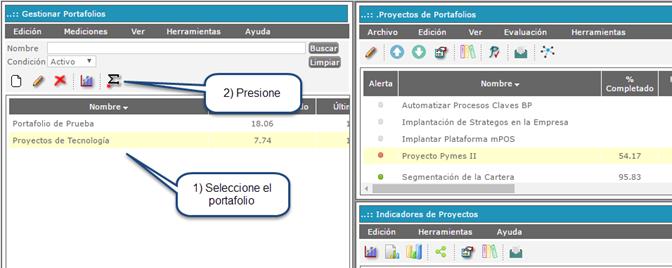 ..:: Gestionar Portafolios
Edición Mediciones Ver Herramientas Ayuda
Nombre Buscar
Condición Activo Limpiar
2) Presione
Nombre
Portafolio de Prueba 18.06
Proyectos de Tecnología 7.74
1) Seleccione el
portafolio
..:: .Proyectos de Portafolios
Archivo Edición Ver Evaluación Herramientas
Alerta Nombre %
Completado
Automatizar Procesos Claves BP
Implantación de Strategos en la Empresa
Implantar Plataforma mPOS
Proyecto Pymes II 54.17
Segmentación de la Cartera 95.83
..:: Indicadores de Proyectos
Edición Herramientas Ayuda